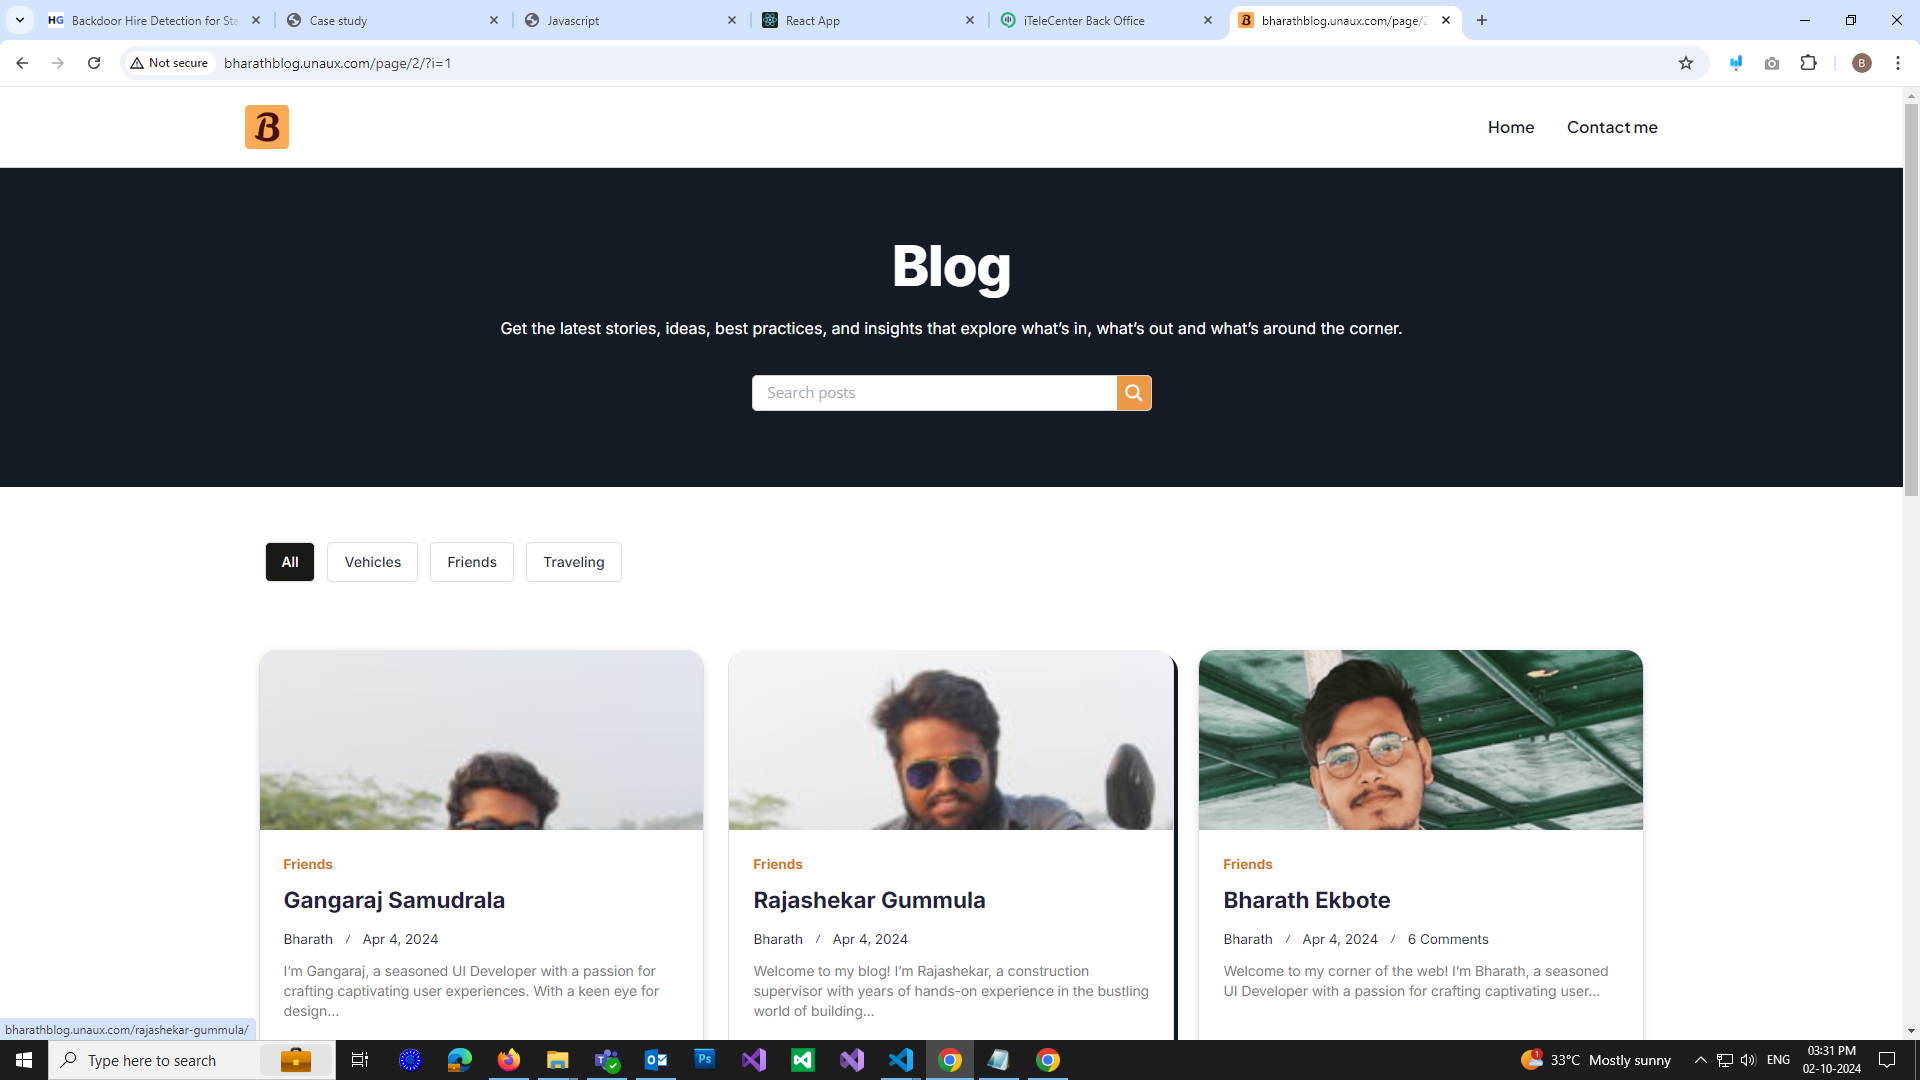 HG Backdoor Hire Detection for Sta
Case study
Javascript
React App
iTeleCenter Back Office
B bharathblog.unaux.com/page/2
Not secure
bharathblog.unaux.com/page/2/?i=1
B
B
Home
Contact me
Blog
Get the latest stories, ideas, best practices, and insights that explore what’s in, what’s out and what’s around the corner.
Search posts
All
Vehicles
Friends
Traveling
Friends
Gangaraj Samudrala
Bharath / Apr 4, 2024
I’m Gangaraj, a seasoned UI Developer with a passion for
crafting captivating user experiences. With a keen eye for
design...
Friends
Rajashekar Gummula
Bharath / Apr 4, 2024
Welcome to my blog! I’m Rajashekar, a construction
supervisor with years of hands-on experience in the bustling
world of building...
Friends
Bharath Ekbote
Bharath / Apr 4, 2024 / 6 Comments
Welcome to my corner of the web! I’m Bharath, a seasoned
UI Developer with a passion for crafting captivating user...
bharathblog.unaux.com/rajashekar-gummula/
Type here to search
Ps
1
33°C Mostly sunny
ENG
03:31 PM
02-10-2024